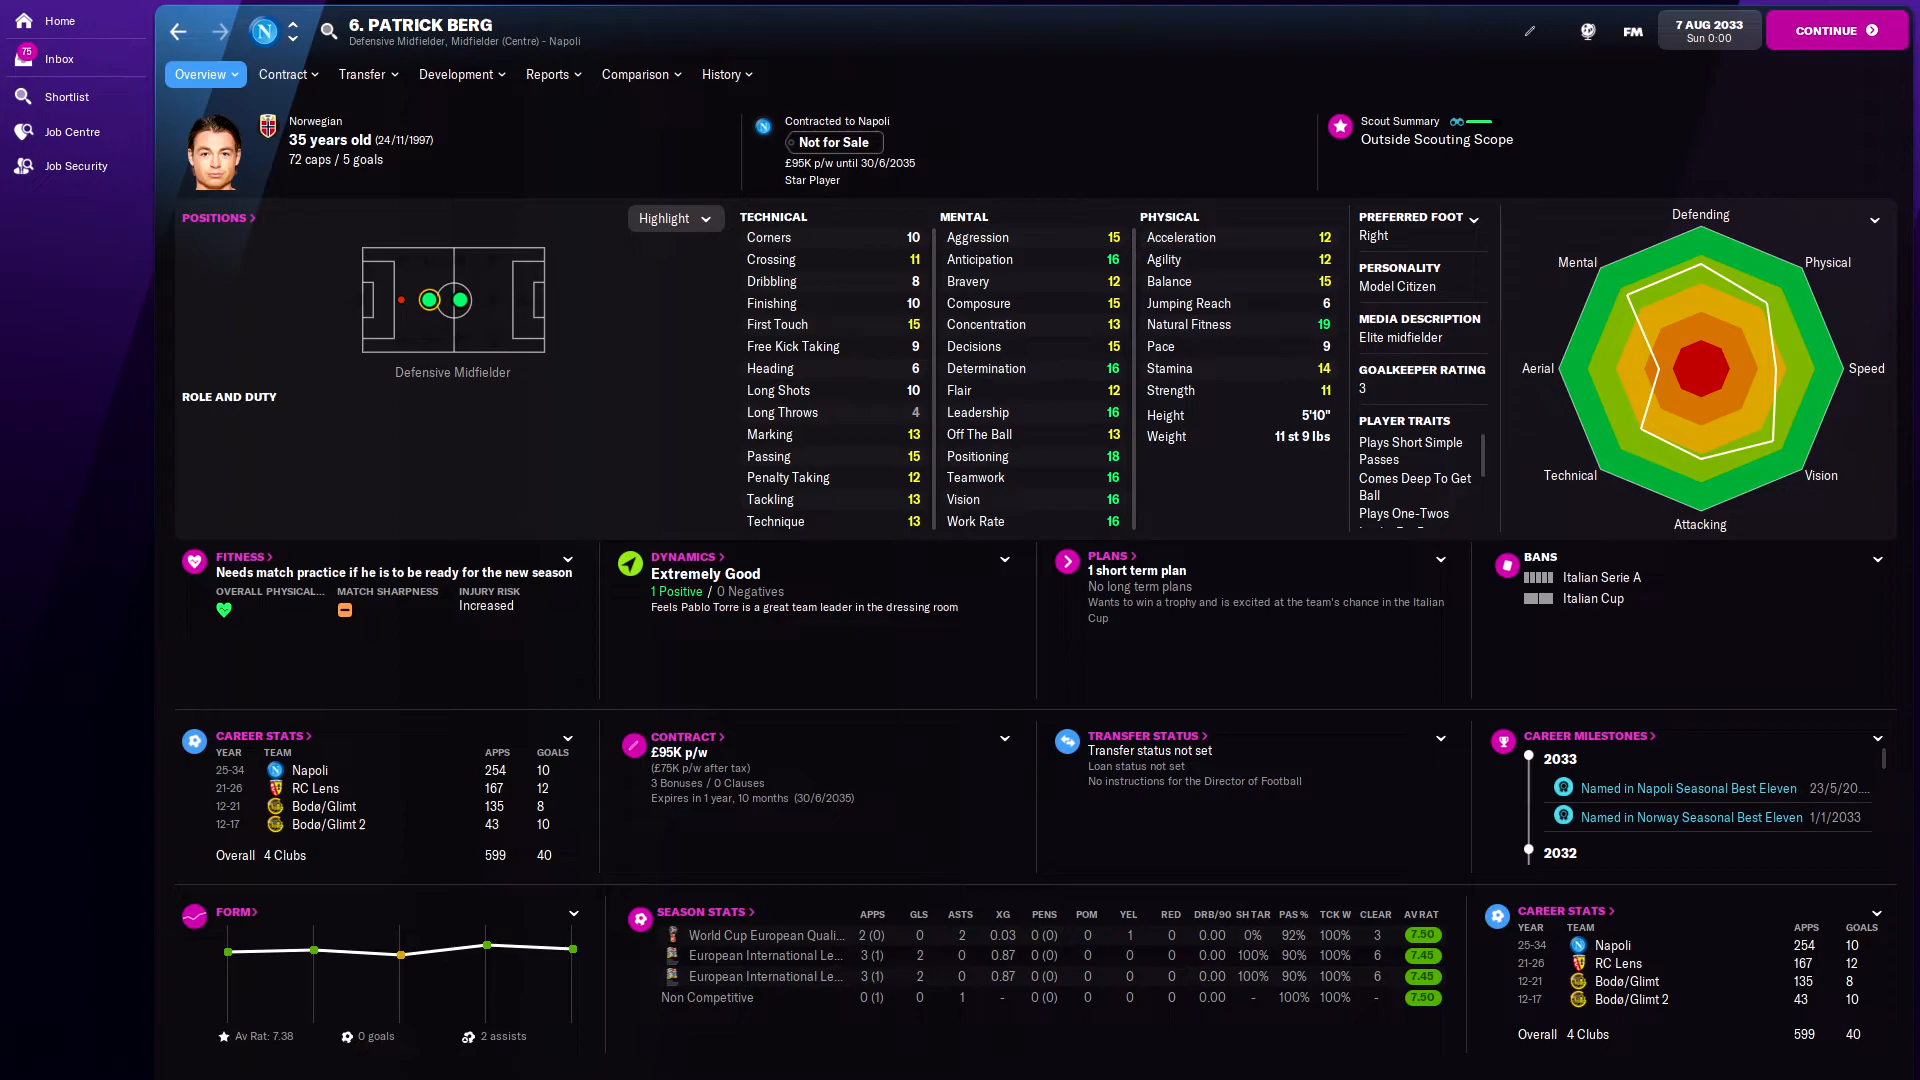 Home
75
Inbox
Shortlist
Job Centre
Job Security
6. PATRICK BERG
Defensive Midfielder, Midfielder (Centre) - Napoli
FM
7 AUG 2033
Sun 0:00
CONTINUE
Overview
Contract
Transfer
Development
Reports
Comparison
History
Norwegian
35 years old (24/11/1997)
72 caps / 5 goals
Contracted to Napoli
Not for Sale
£95K p/w until 30/6/2035
Star Player
Scout Summary
Outside Scouting Scope
POSITIONS >
Highlight
Defensive Midfielder
ROLE AND DUTY
TECHNICAL
Corners 10
Crossing 11
Dribbling 8
Finishing 10
First Touch 15
Free Kick Taking 9
Heading 6
Long Shots 10
Long Throws 4
Marking 13
Passing 15
Penalty Taking 12
Tackling 13
Technique 13
MENTAL
Aggression 15
Anticipation 16
Bravery 12
Composure 15
Concentration 13
Decisions 15
Determination 16
Flair 12
Leadership 16
Off The Ball 13
Positioning 18
Teamwork 16
Vision 16
Work Rate 16
PHYSICAL
Acceleration 12
Agility 12
Balance 15
Jumping Reach 6
Natural Fitness 19
Pace 9
Stamina 14
Strength 11
Height 5'10"
Weight 11 st 9 lbs
PREFERRED FOOT
Right
PERSONALITY
Model Citizen
MEDIA DESCRIPTION
Elite midfielder
GOALKEEPER RATING
3
PLAYER TRAITS
Plays Short Simple
Passes
Comes Deep To Get
Ball
Plays One-Twos
Defending
Mental
Physical
Aerial
Speed
Technical
Vision
Attacking
FITNESS >
Needs match practice if he is to be ready for the new season
OVERALL PHYSICAL... MATCH SHARPNESS INJURY RISK
Increased
DYNAMICS >
Extremely Good
1 Positive / 0 Negatives
Feels Pablo Torre is a great team leader in the dressing room
PLANS >
1 short term plan
No long term plans
Wants to win a trophy and is excited at the team's chance in the Italian
Cup
BANS
Italian Serie A
Italian Cup
CAREER STATS >
YEAR TEAM APPS GOALS
25-34 Napoli 254 10
21-26 RC Lens 167 12
12-21 Bodø/Glimt 135 8
12-17 Bodø/Glimt 2 43 10
Overall 4 Clubs 599 40
CONTRACT >
£95K p/w
(£75K p/w after tax)
3 Bonuses / 0 Clauses
Expires in 1 year, 10 months (30/6/2035)
TRANSFER STATUS >
Transfer status not set
Loan status not set
No instructions for the Director of Football
CAREER MILESTONES >
2033
Named in Napoli Seasonal Best Eleven 23/5/20....
Named in Norway Seasonal Best Eleven 1/1/2033
2032
FORM >
Av Rat: 7.38
0 goals
2 assists
SEASON STATS > APPS GLS ASTS XG PENS POM YEL RED DRB/90 SH TAR PAS % TCK W CLEAR AV RAT
World Cup European Quali... 2 (0) 0 2 0.03 0 (0) 0 1 0 0.00 0% 92% 100% 3 7.50
European International Le... 3 (1) 2 0 0.87 0 (0) 0 0 0 0.00 100% 90% 100% 6 7.45
European International Le... 3 (1) 2 0 0.87 0 (0) 0 0 0 0.00 100% 90% 100% 6 7.45
Non Competitive 0 (1) 0 1 - 0 (0) 0 0 0 0.00 - 100% 100% - 7.50
CAREER STATS >
YEAR TEAM APPS GOALS
25-34 Napoli 254 10
21-26 RC Lens 167 12
12-21 Bodø/Glimt 135 8
12-17 Bodø/Glimt 2 43 10
Overall 4 Clubs 599 40